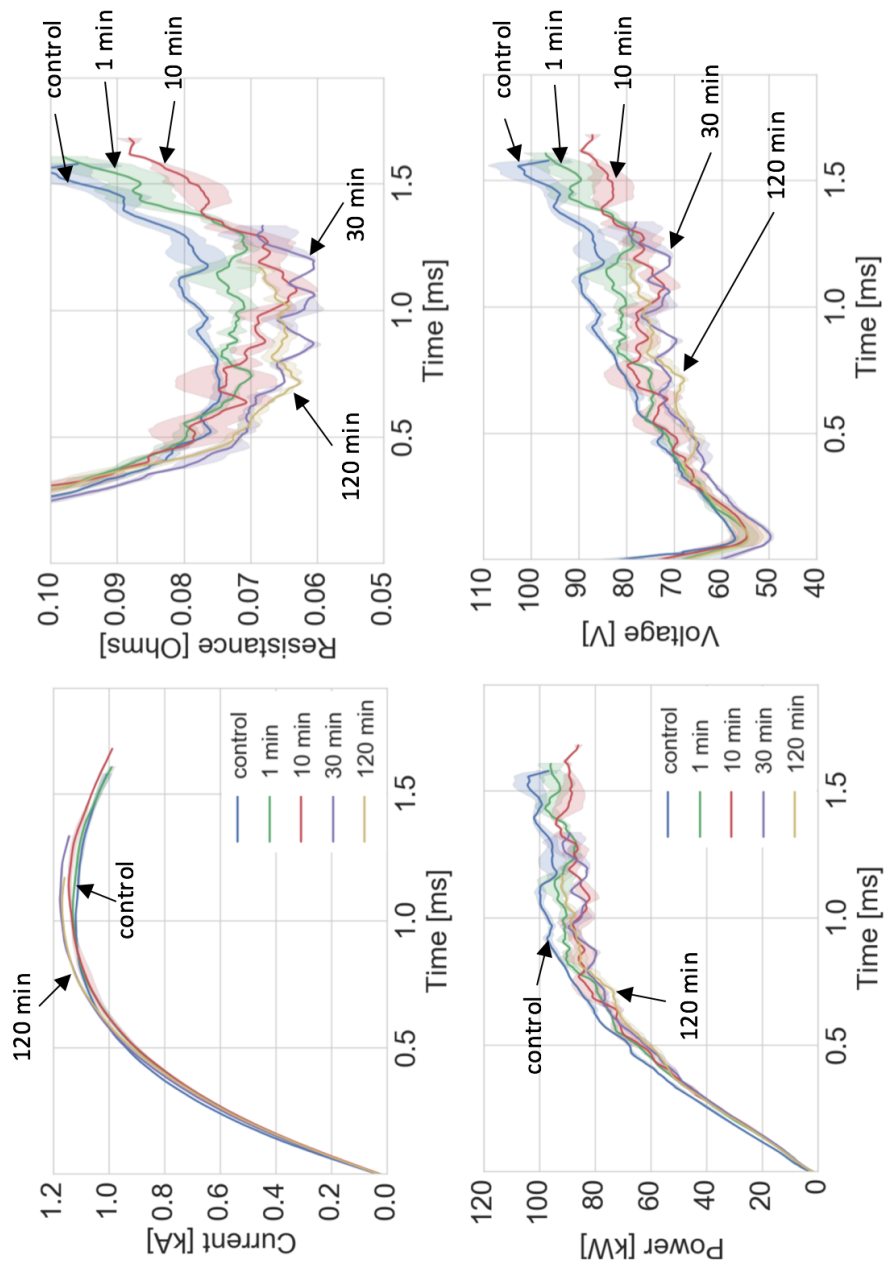 1.2
1.0
0.8
0.6
0.4
0.2
0.0
Current [kA]
0.5
1.0
1.5
Time [ms]
120 min
control
control
1 min
10 min
30 min
120 min
0.10
0.09
0.08
0.07
0.06
0.05
Resistance [Ohms]
0.5
1.0
1.5
Time [ms]
control
1 min
10 min
30 min
120 min
120
100
80
60
40
20
0
Power [kW]
0.5
1.0
1.5
Time [ms]
control
120 min
control
1 min
10 min
30 min
120 min
110
100
90
80
70
60
50
40
Voltage [V]
0.5
1.0
1.5
Time [ms]
control
1 min
10 min
30 min
120 min